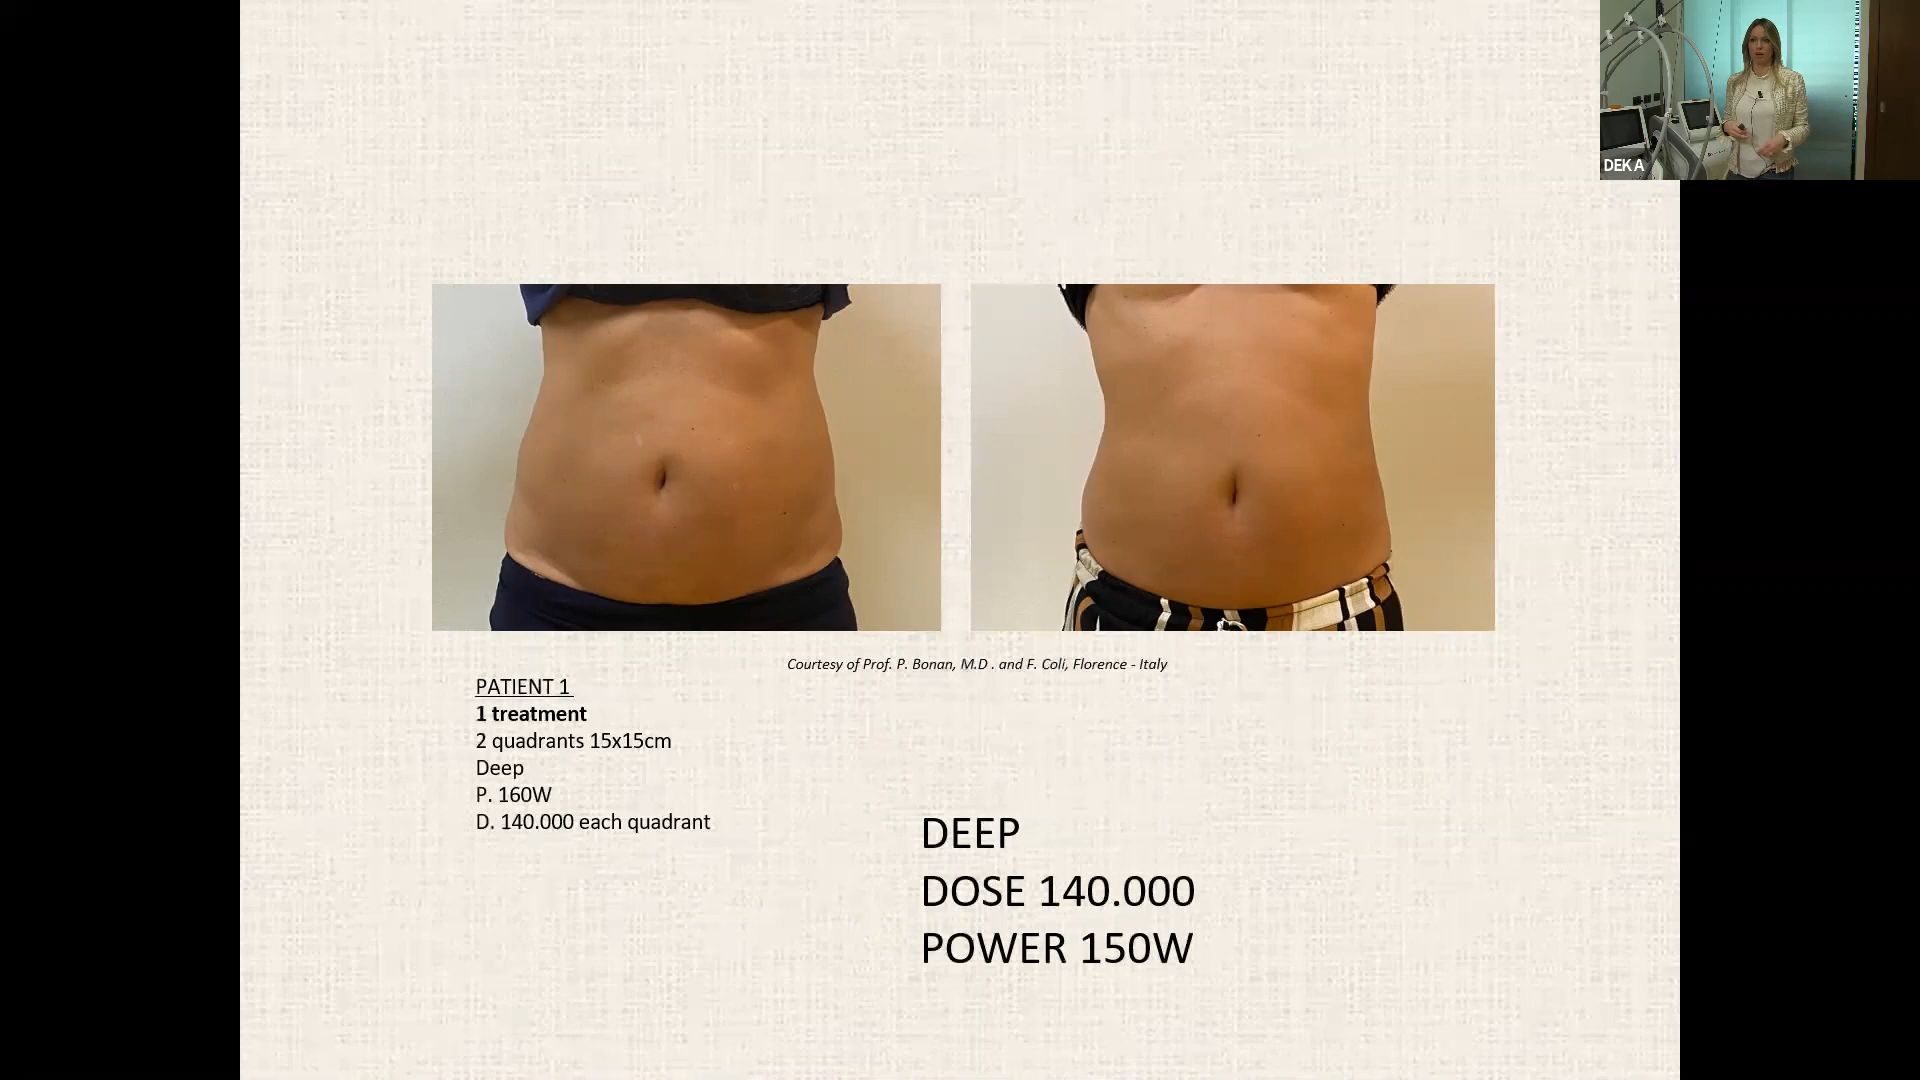 DEKA
Courtesy of Prof. P. Bonan, M.D . and F. Coli, Florence - Italy
PATIENT 1
1 treatment
2 quadrants 15x15cm
Deep
P. 160W
D. 140.000 each quadrant
DEEP
DOSE 140.000
POWER 150W